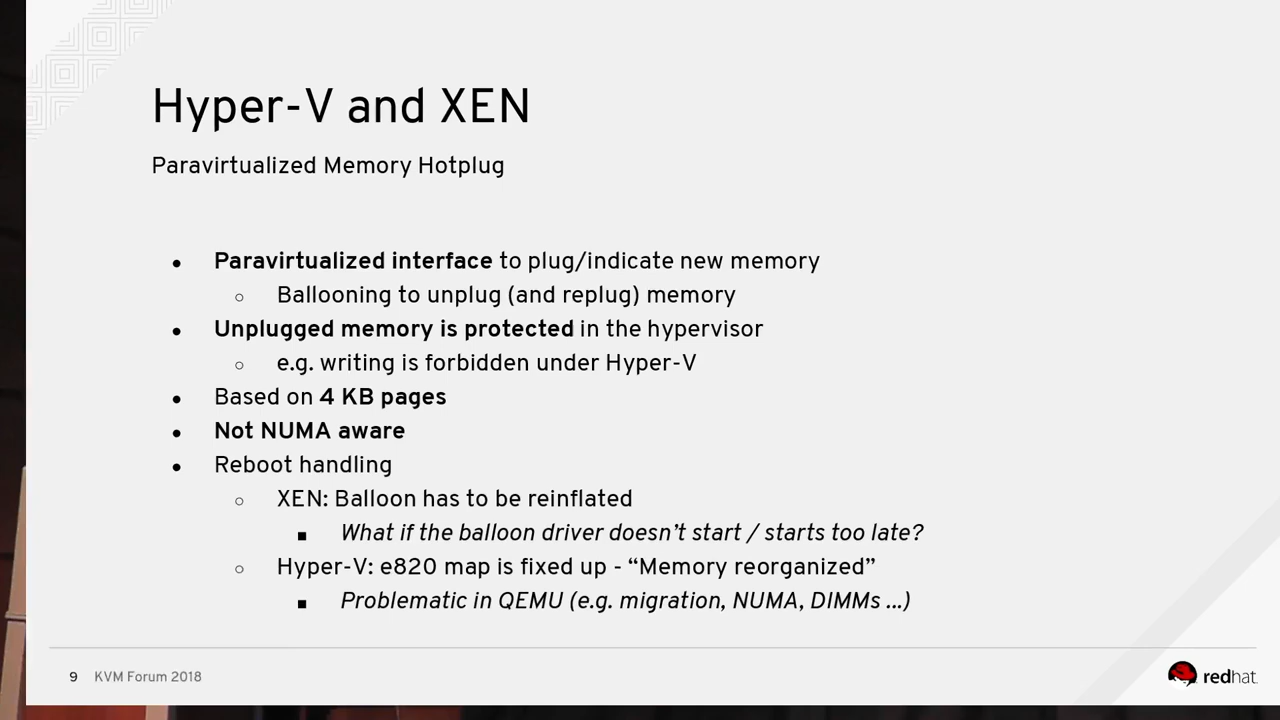 Hyper-V and XEN
Paravirtualized Memory Hotplug
● Paravirtualized interface to plug/indicate new memory
○ Ballooning to unplug (and replug) memory
● Unplugged memory is protected in the hypervisor
○ e.g. writing is forbidden under Hyper-V
● Based on 4 KB pages
● Not NUMA aware
● Reboot handling
○ XEN: Balloon has to be reinflated
■ What if the balloon driver doesn’t start / starts too late?
○ Hyper-V: e820 map is fixed up - “Memory reorganized”
■ Problematic in QEMU (e.g. migration, NUMA, DIMMs ...)
9 KVM Forum 2018
redhat.